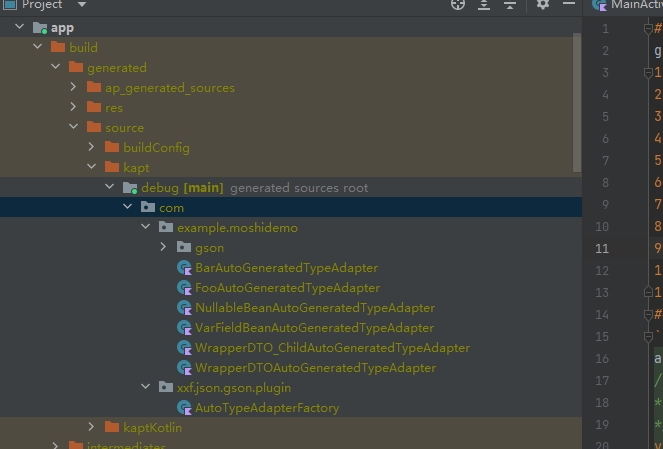 Project
MainActiv
app
build
generated
ap_generated_sources
res
source
buildConfig
kapt
debug [main] generated sources root
com
example.moshidemo
gson
BarAutoGeneratedTypeAdapter
FooAutoGeneratedTypeAdapter
NullableBeanAutoGeneratedTypeAdapter
VarFieldBeanAutoGeneratedTypeAdapter
WrapperDTO_ChildAutoGeneratedTypeAdapter
WrapperDTOAutoGeneratedTypeAdapter
xxf.json.gson.plugin
AutoTypeAdapterFactory
kaptKotlin
intermediates
1 #
2 g
3 1
4 2
5 3
6 4
7 5
8 6
9 7
10 8
11 9
12 1
13 1
14 #
15 `
16 a
17 /
18 *
19 *
20 v